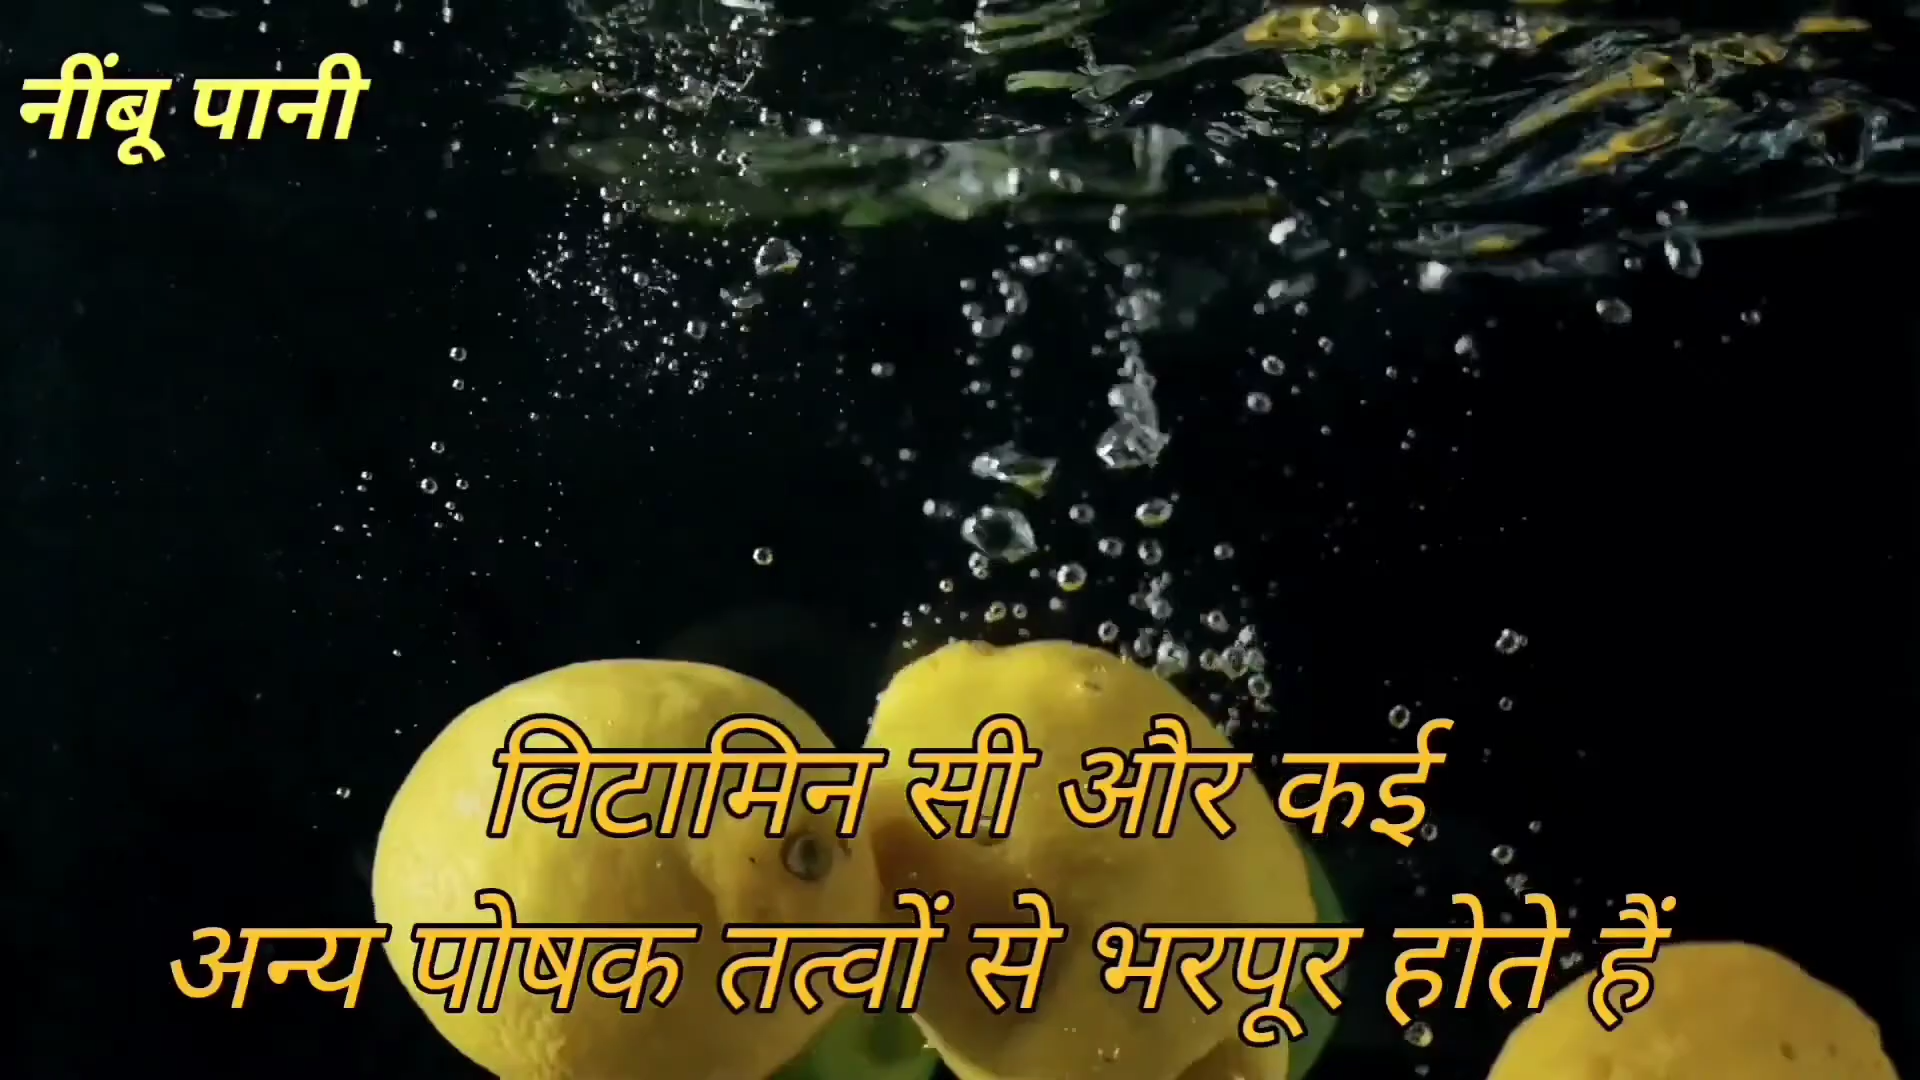 नींबू पानी
विटामिन सी और कई
अन्य पोषक तत्वों से भरपूर होते हैं